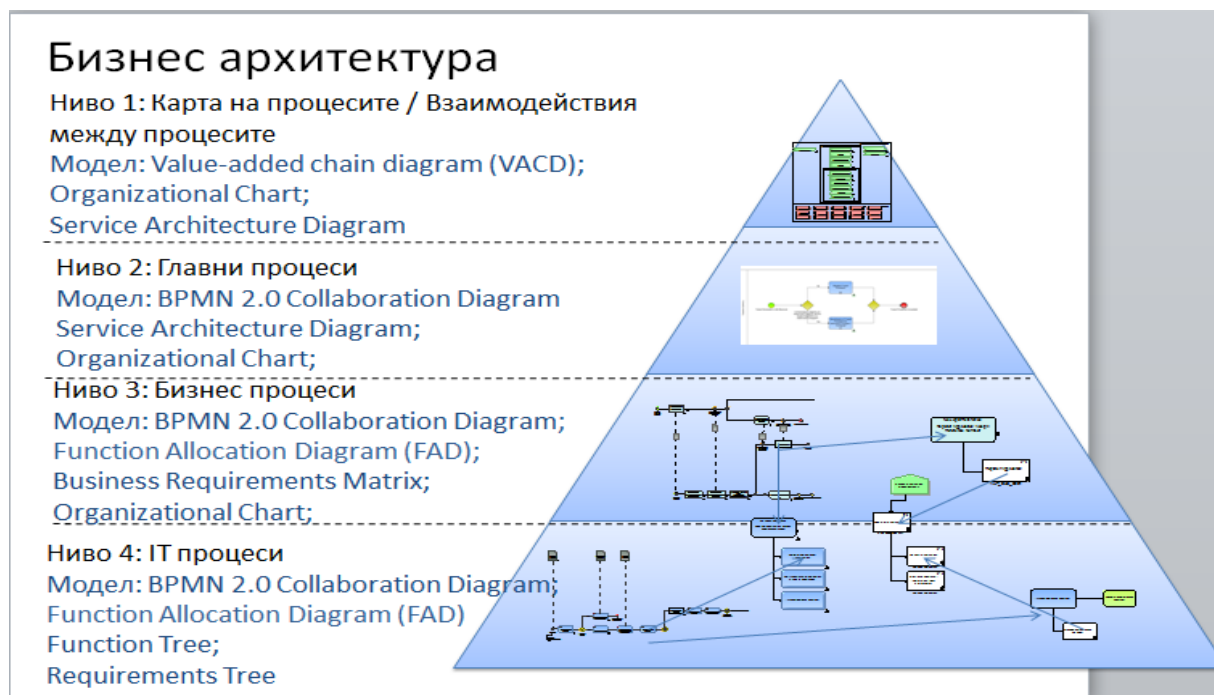 Бизнес архитектура
Ниво 1: Карта на процесите / Взаимодействия
между процесите
Модел: Value-added chain diagram (VACD);
Organizational Chart;
Service Architecture Diagram
Ниво 2: Главни процеси
Модел: BPMN 2.0 Collaboration Diagram
Service Architecture Diagram;
Organizational Chart;
Ниво 3: Бизнес процеси
Модел: BPMN 2.0 Collaboration Diagram;
Function Allocation Diagram (FAD);
Business Requirements Matrix;
Organizational Chart;
Ниво 4: IT процеси
Модел: BPMN 2.0 Collaboration Diagram;
Function Allocation Diagram (FAD)
Function Tree;
Requirements Tree